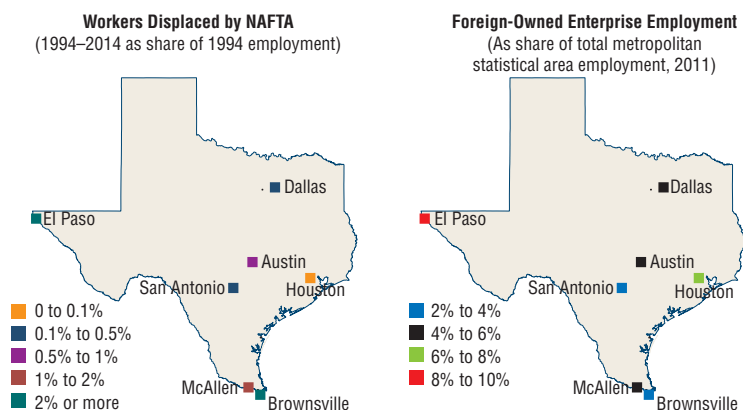 Workers Displaced by NAFTA
(1994–2014 as share of 1994 employment)
Dallas
El Paso
Austin
San Antonio
Houston
McAllen
Brownsville
0 to 0.1%
0.1% to 0.5%
0.5% to 1%
1% to 2%
2% or more
Foreign-Owned Enterprise Employment
(As share of total metropolitan
statistical area employment, 2011)
Dallas
El Paso
Austin
San Antonio
Houston
McAllen
Brownsville
2% to 4%
4% to 6%
6% to 8%
8% to 10%